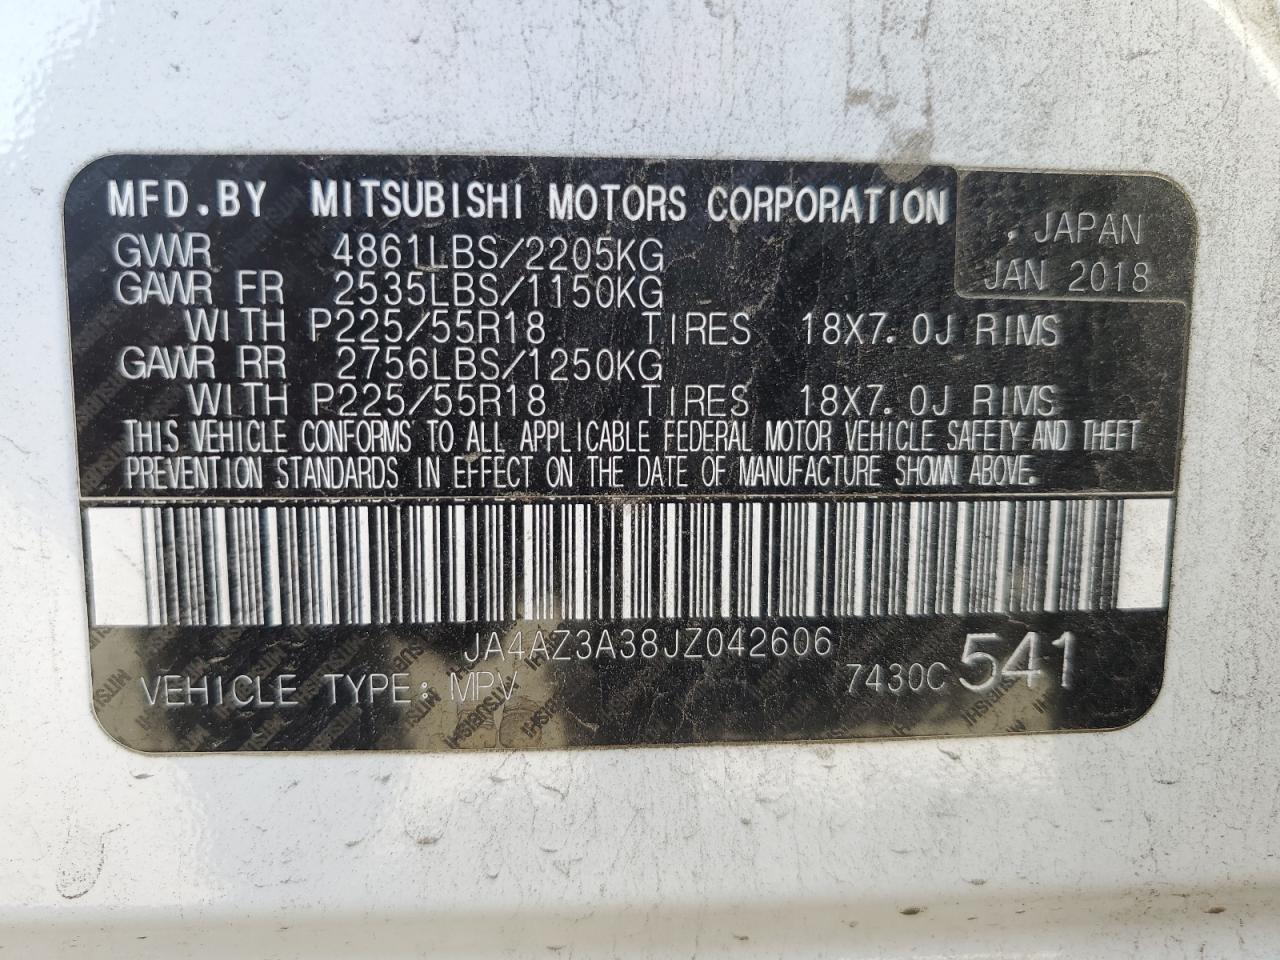 MFD.BY MITSUBISHI MOTORS CORPORATION
. JAPAN
JAN 2018
GVWR 4861LBS/2205KG
GAWR FR 2535LBS/1150KG
WITH P225/55R18 TIRES 18X7.0J RIMS
GAWR RR 2756LBS/1250KG
WITH P225/55R18 TIRES 18X7.0J RIMS
THIS VEHICLE CONFORMS TO ALL APPLICABLE FEDERAL MOTOR VEHICLE SAFETY AND THEFT
PREVENTION STANDARDS IN EFFECT ON THE DATE OF MANUFACTURE SHOWN ABOVE.
JA4AZ3A38JZ042606
VEHICLE TYPE: MPV 7430C 541